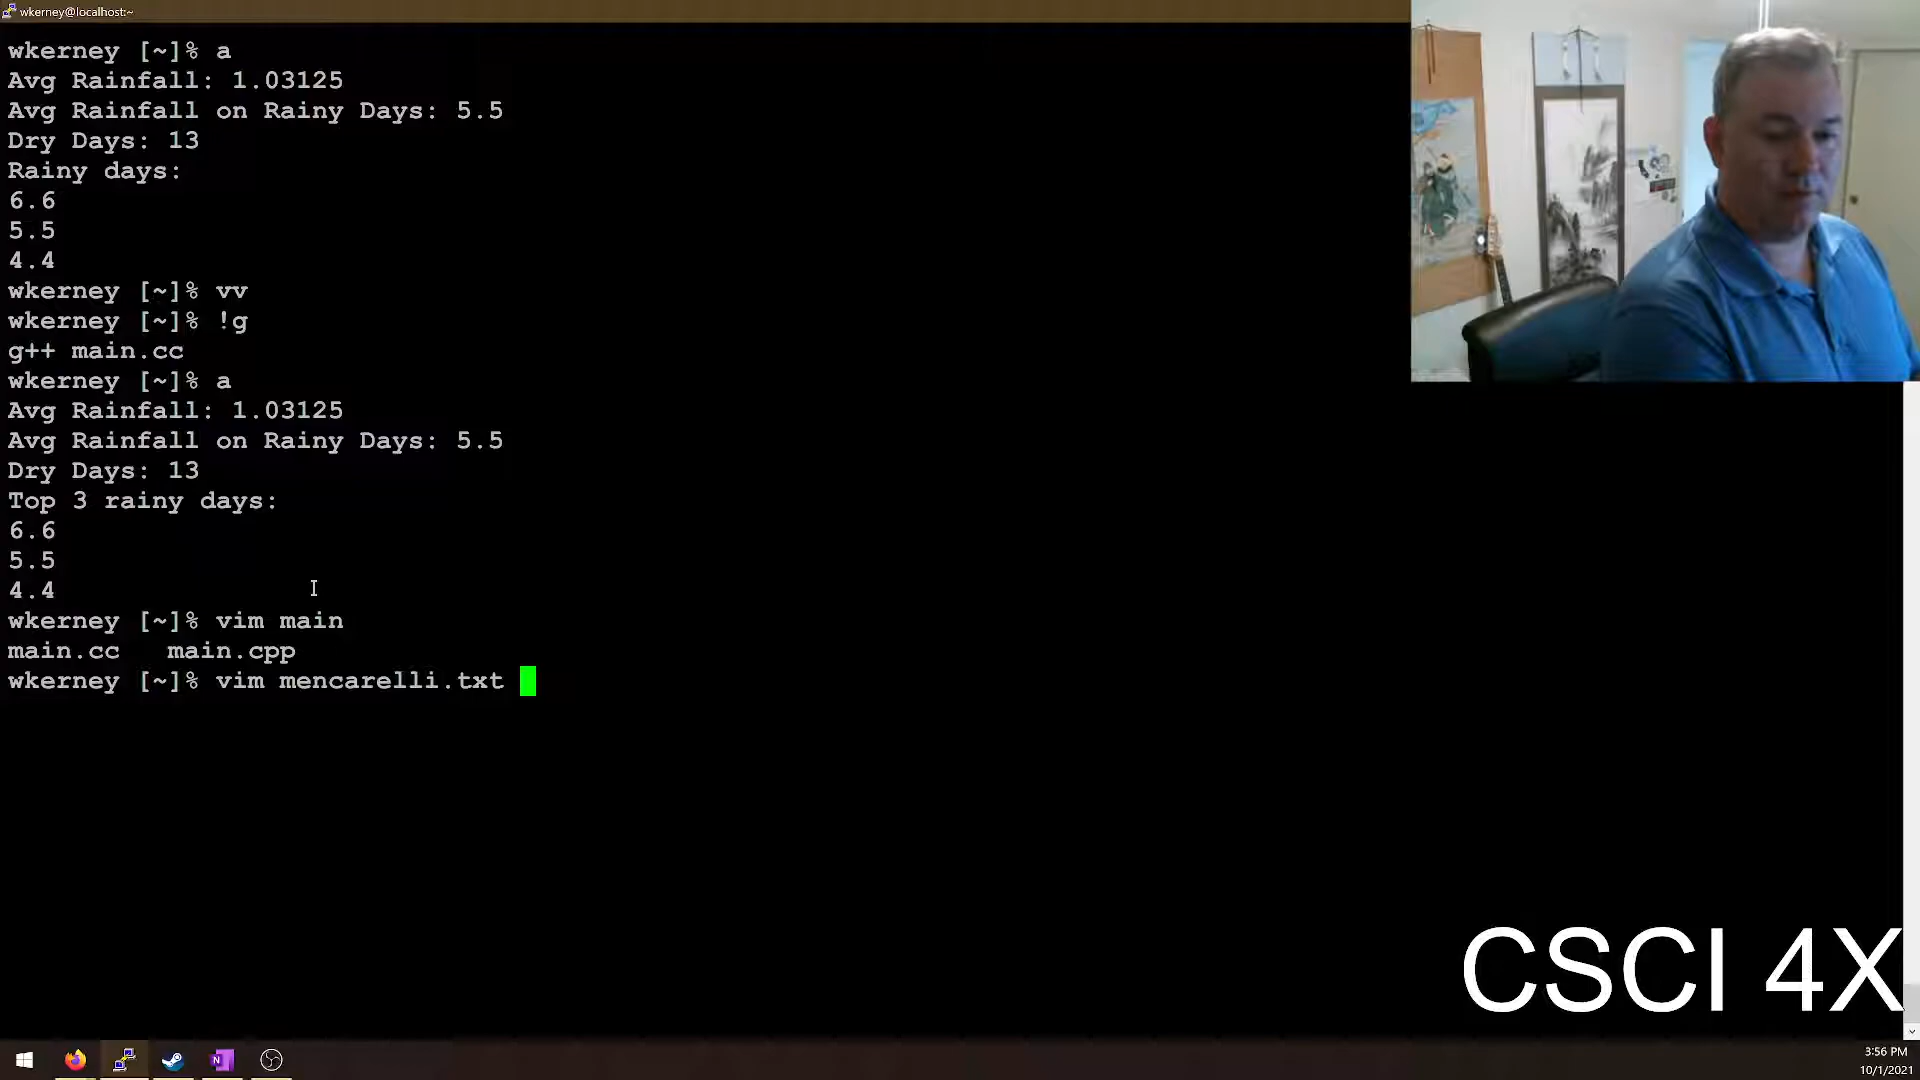 wkerney@localhost:~
wkerney [~]% a
Avg Rainfall: 1.03125
Avg Rainfall on Rainy Days: 5.5
Dry Days: 13
Rainy days:
6.6
5.5
4.4
wkerney [~]% vv
wkerney [~]% !g
g++ main.cc
wkerney [~]% a
Avg Rainfall: 1.03125
Avg Rainfall on Rainy Days: 5.5
Dry Days: 13
Top 3 rainy days:
6.6
5.5
4.4
wkerney [~]% vim main
main.cc   main.cpp
wkerney [~]% vim mencarelli.txt
CSCI 4X
N
3:56 PM
10/1/2021